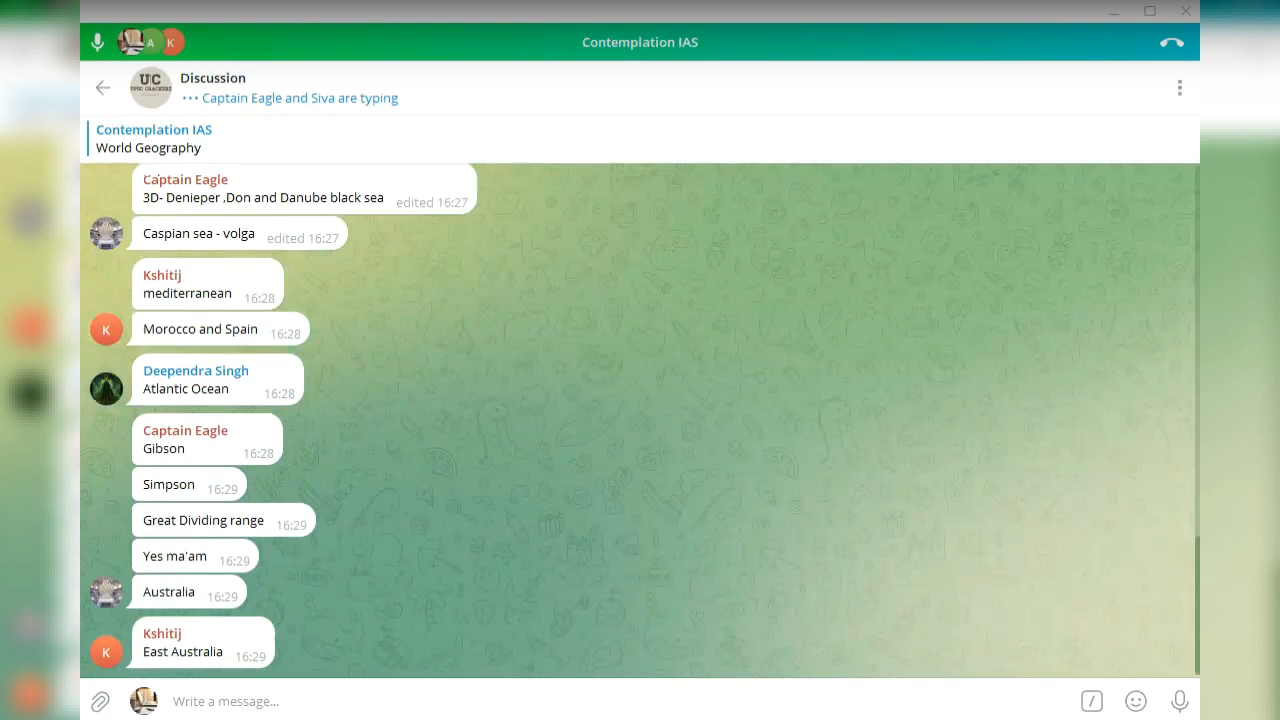 A K
Contemplation IAS
UC
UPSC CRACKERS
Discussion
Captain Eagle and Siva are typing
Contemplation IAS
World Geography
Captain Eagle
3D- Denieper ,Don and Danube black sea edited 16:27
Caspian sea - volga edited 16:27
Kshitij
mediterranean 16:28
K
Morocco and Spain 16:28
Deependra Singh
Atlantic Ocean 16:28
Captain Eagle
Gibson 16:28
Simpson 16:29
Great Dividing range 16:29
Yes ma'am 16:29
Australia 16:29
Kshitij
K
East Australia 16:29
Write a message...